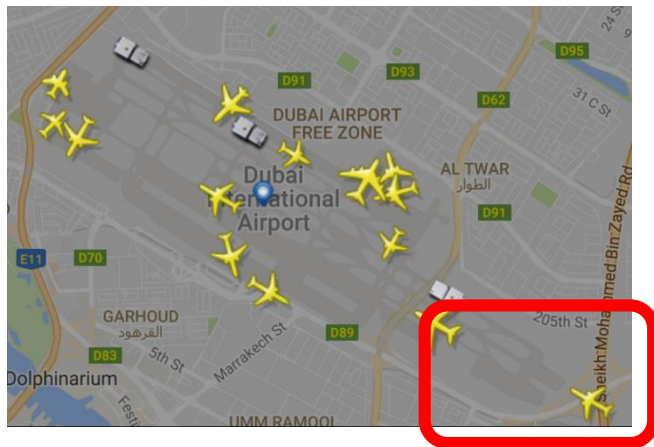 24 S
9
D95
D91
D93
D62
31 C St
DUBAI AIRPORT
FREE ZONE
AL TWAR
الطوار
Dubai
International
Airport
D91
E11
D70
Sheikh Mohammed Bin Zayed Rd
GARHOUD
القرهود
205th St
D89
D83
5th St
Marrakech St
Dolphinarium
Festi
UMM RAMOOL